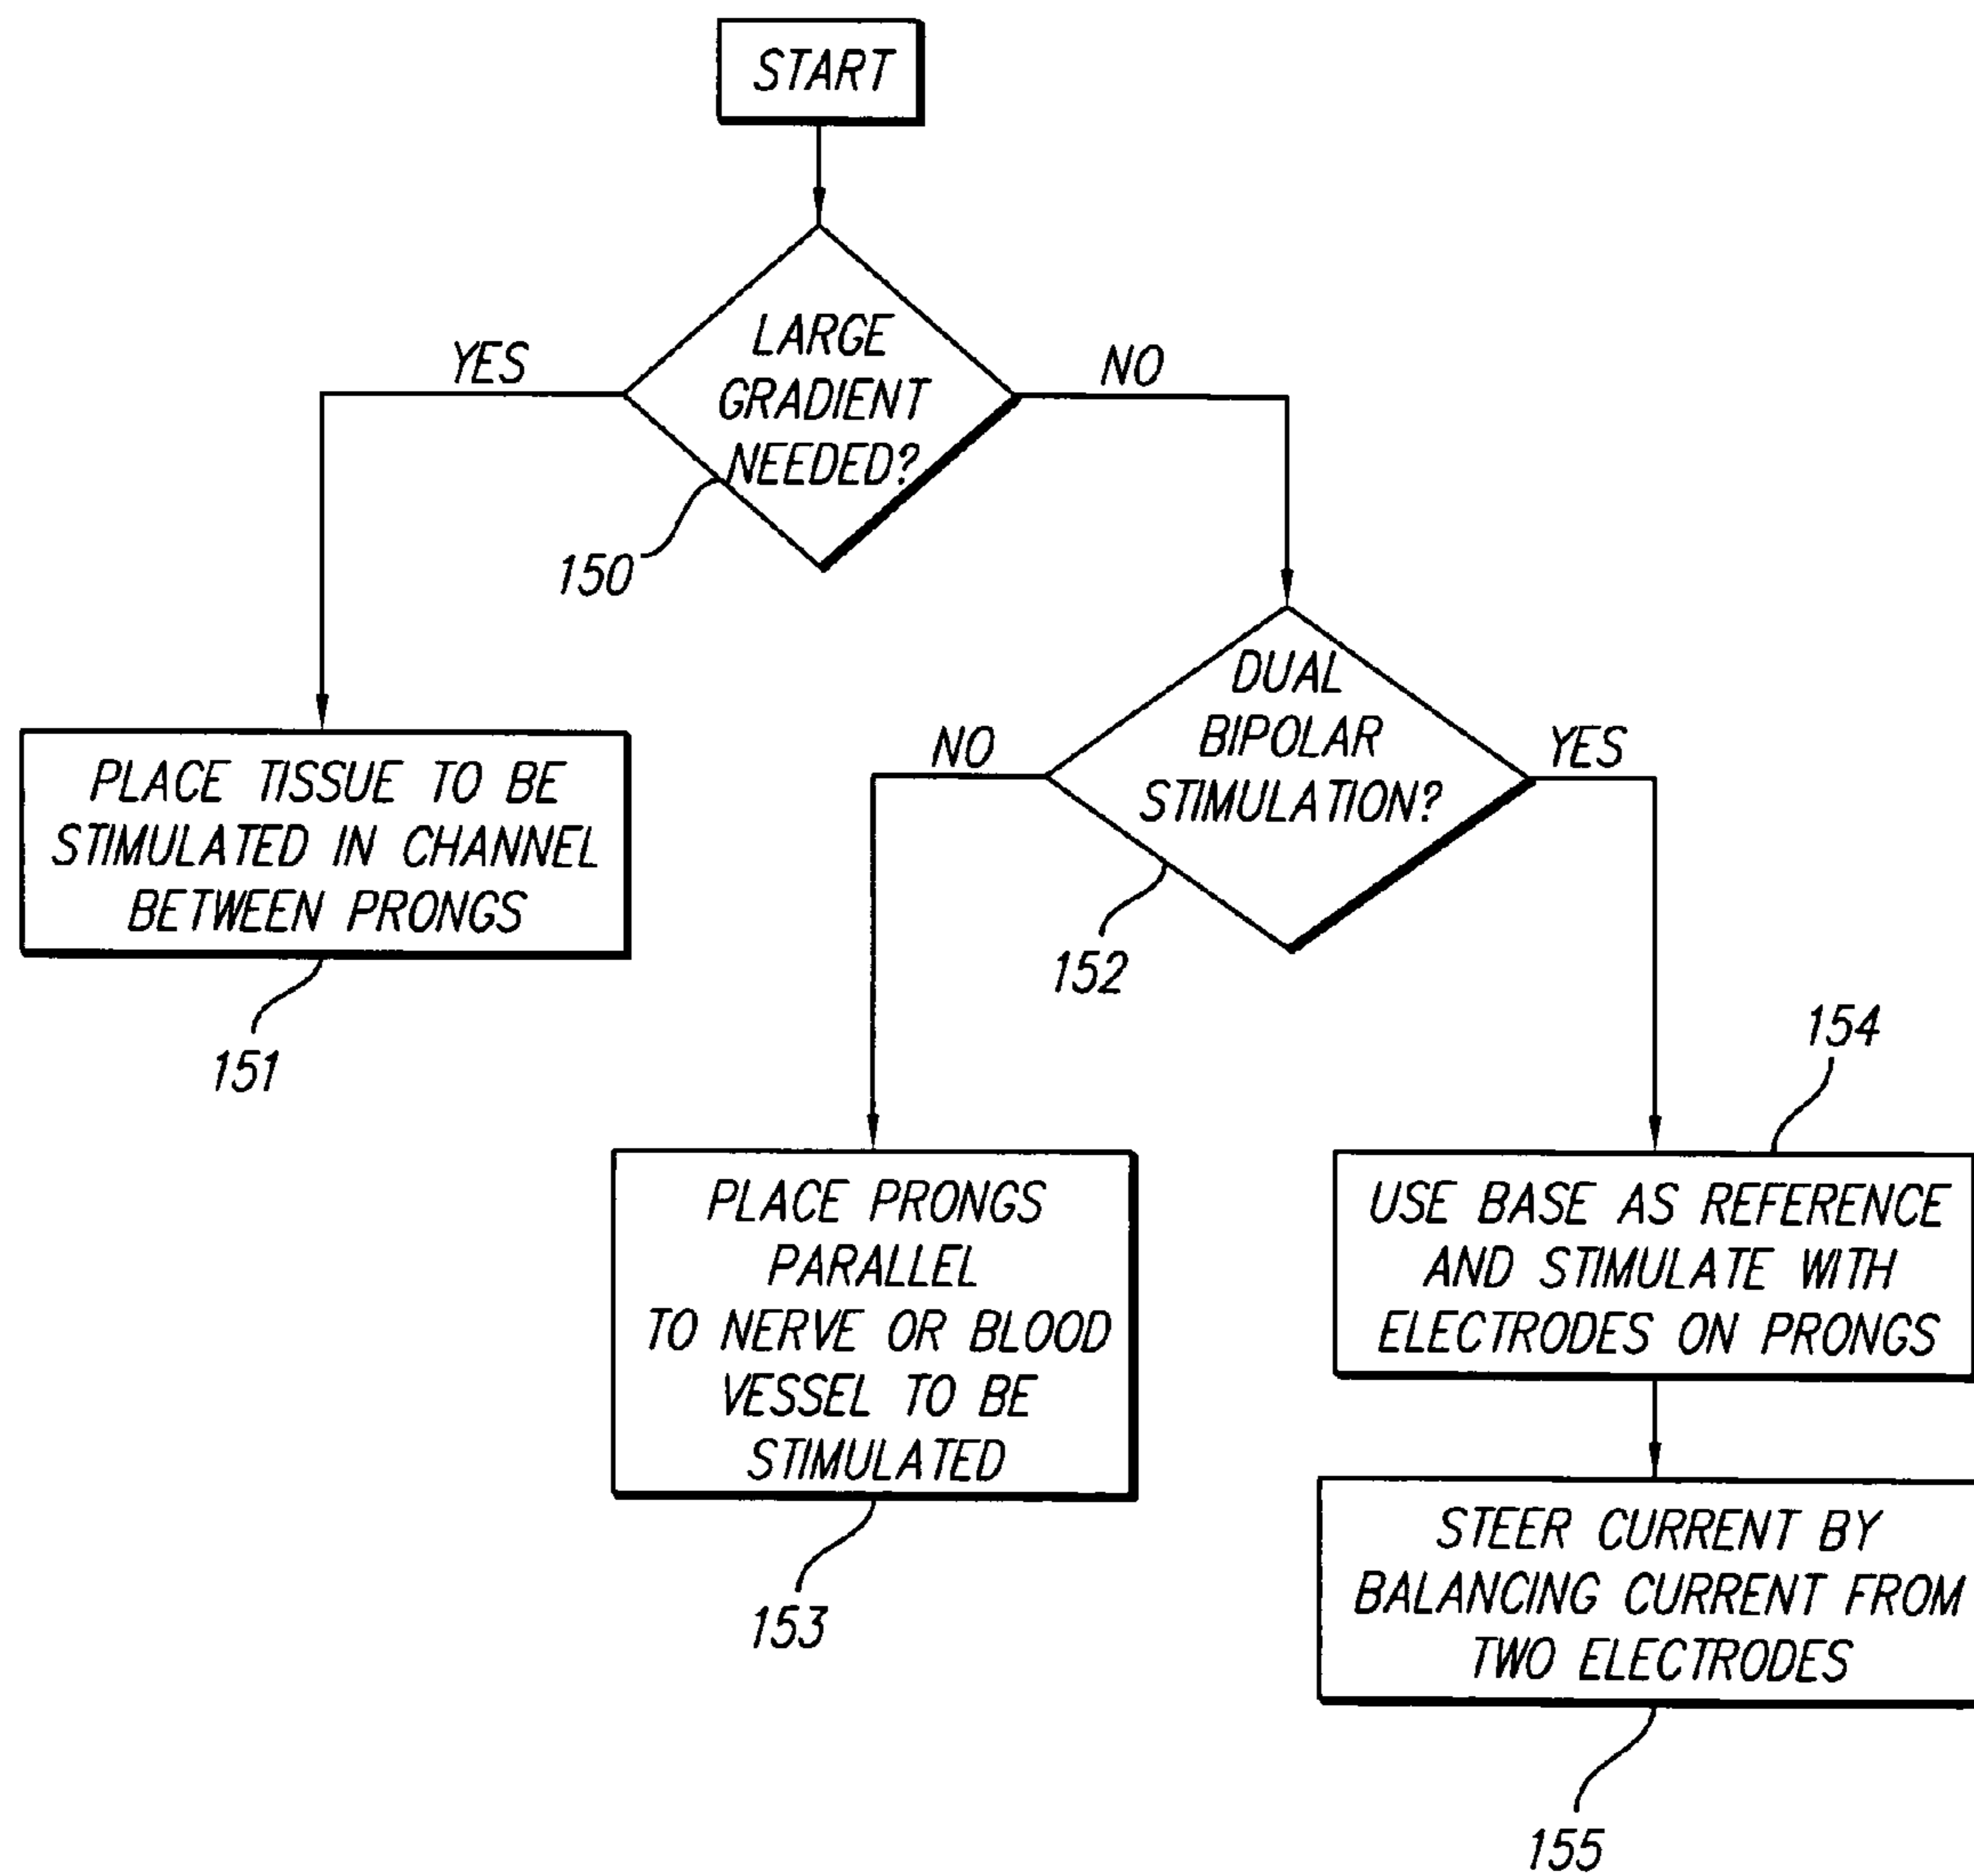 START
LARGE
GRADIENT
NEEDED?
YES
NO
150
PLACE TISSUE TO BE
STIMULATED IN CHANNEL
BETWEEN PRONGS
151
DUAL
BIPOLAR
STIMULATION?
NO
YES
152
PLACE PRONGS
PARALLEL
TO NERVE OR BLOOD
VESSEL TO BE
STIMULATED
153
154
USE BASE AS REFERENCE
AND STIMULATE WITH
ELECTRODES ON PRONGS
STEER CURRENT BY
BALANCING CURRENT FROM
TWO ELECTRODES
155